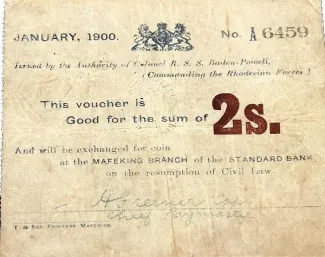 JANUARY, 1900. No. A 6459
Issued by the Authority of Colonel R. S. S. Baden-Powell,
(Commanding the Rhodesian Forces.)
This voucher is
Good for the sum of 2s.
And will be exchanged for coin
at the MAFEKING BRANCH of the STANDARD BANK
on the resumption of Civil Law.
H Greener Capt
Chief Paymaster
T. & Son Printers Mafeking.